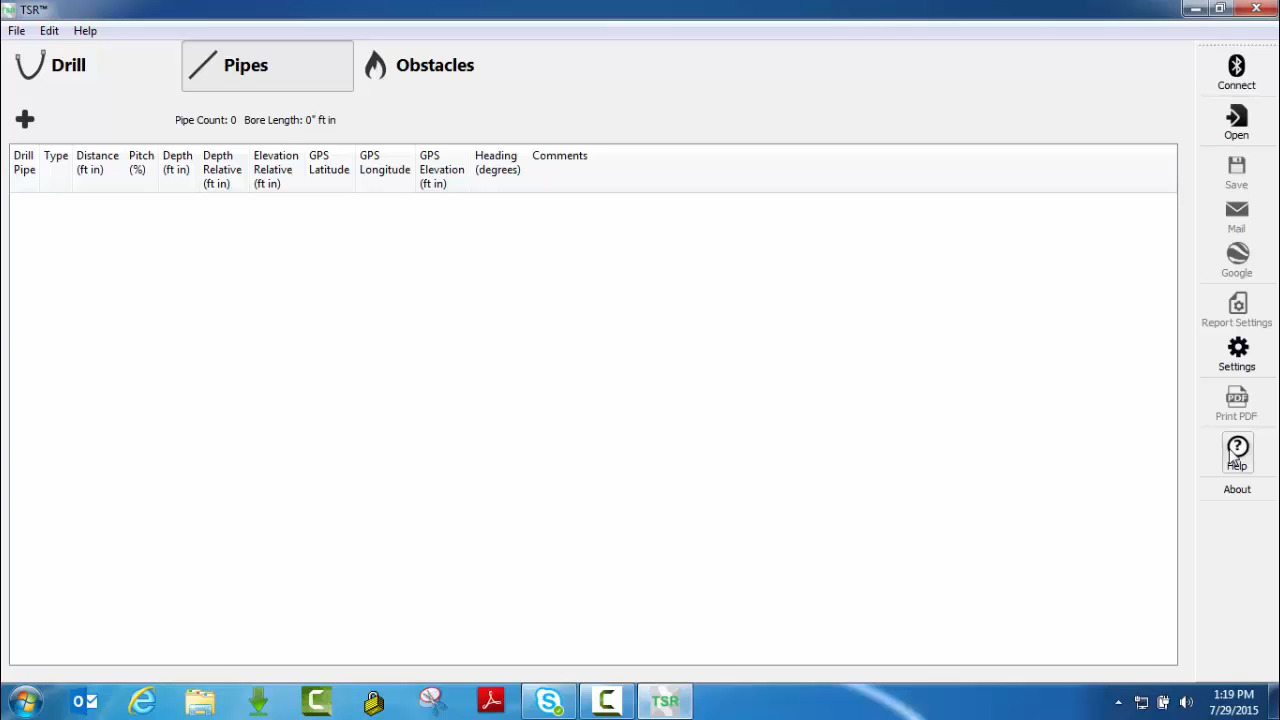 TSR™
File Edit Help
Drill Pipes Obstacles
Pipe Count: 0 Bore Length: 0" ft in
Drill Pipe
Type
Distance (ft in)
Pitch (%)
Depth (ft in)
Depth Relative (ft in)
Elevation Relative (ft in)
GPS Latitude
GPS Longitude
GPS Elevation (ft in)
Heading (degrees)
Comments
Connect
Open
Save
Mail
Google
Report Settings
Settings
PDF
Print PDF
Help
About
TSR
1:19 PM
7/29/2015